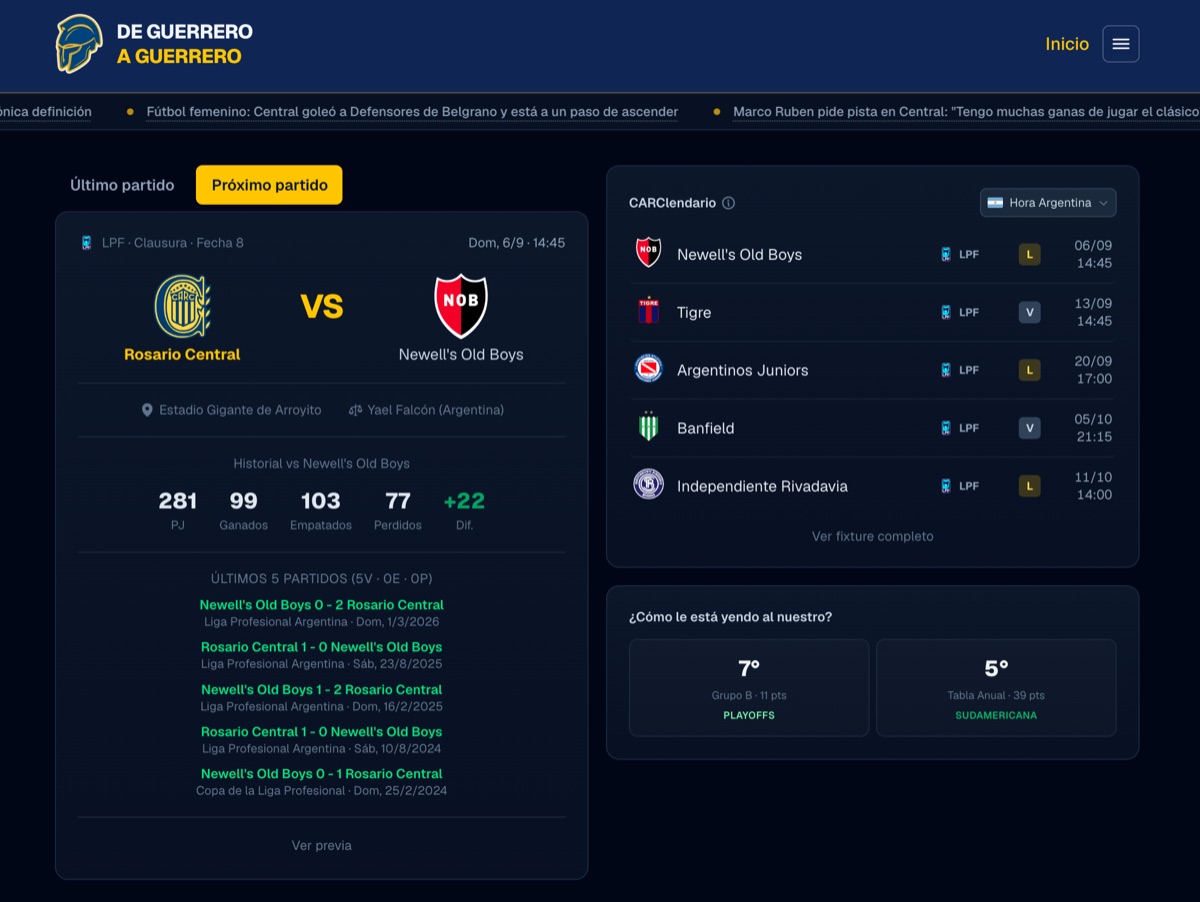 DE GUERRERO
A GUERRERO
Inicio
ónica definición • Fútbol femenino: Central goleó a Defensores de Belgrano y está a un paso de ascender • Marco Ruben pide pista en Central: "Tengo muchas ganas de jugar el clásico
Último partido
Próximo partido
LPF · Clausura · Fecha 8
Dom, 6/9 · 14:45
CARC
VS
NOB
Rosario Central
Newell's Old Boys
Estadio Gigante de Arroyito
Yael Falcón (Argentina)
Historial vs Newell's Old Boys
281 99 103 77 +22
PJ Ganados Empatados Perdidos Dif.
ÚLTIMOS 5 PARTIDOS (5V · 0E · 0P)
Newell's Old Boys 0 - 2 Rosario Central
Liga Profesional Argentina · Dom, 1/3/2026
Rosario Central 1 - 0 Newell's Old Boys
Liga Profesional Argentina · Sáb, 23/8/2025
Newell's Old Boys 1 - 2 Rosario Central
Liga Profesional Argentina · Dom, 16/2/2025
Rosario Central 1 - 0 Newell's Old Boys
Liga Profesional Argentina · Sáb, 10/8/2024
Newell's Old Boys 0 - 1 Rosario Central
Copa de la Liga Profesional · Dom, 25/2/2024
Ver previa
CARClendario
Hora Argentina
NOB
Newell's Old Boys LPF L 06/09
14:45
TIGRE
Tigre LPF V 13/09
14:45
Argentinos Juniors LPF L 20/09
17:00
Banfield LPF V 05/10
21:15
Independiente Rivadavia LPF L 11/10
14:00
Ver fixture completo
¿Cómo le está yendo al nuestro?
7°
Grupo B · 11 pts
PLAYOFFS
5°
Tabla Anual · 39 pts
SUDAMERICANA